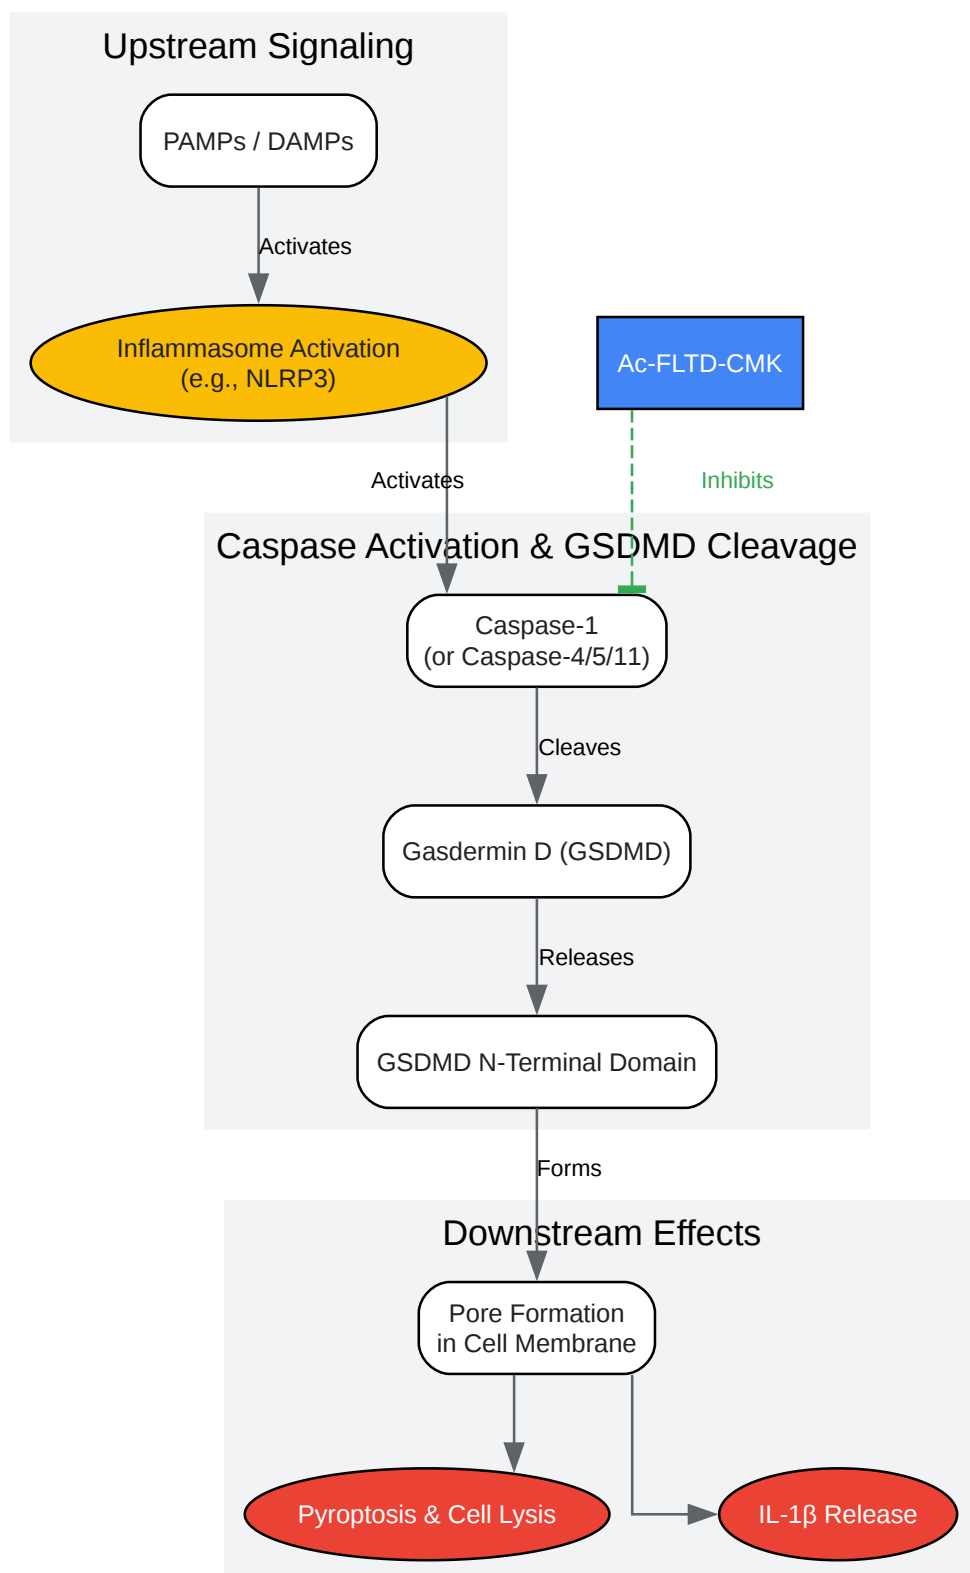 Upstream Signaling
PAMPs / DAMPs
Activates
Inflammasome Activation
(e.g., NLRP3)
Ac-FLTD-CMK
Activates
Inhibits
Caspase Activation & GSDMD Cleavage
Caspase-1
(or Caspase-4/5/11)
Cleaves
Gasdermin D (GSDMD)
Releases
GSDMD N-Terminal Domain
Forms
Downstream Effects
Pore Formation
in Cell Membrane
Pyroptosis & Cell Lysis
IL-1β Release